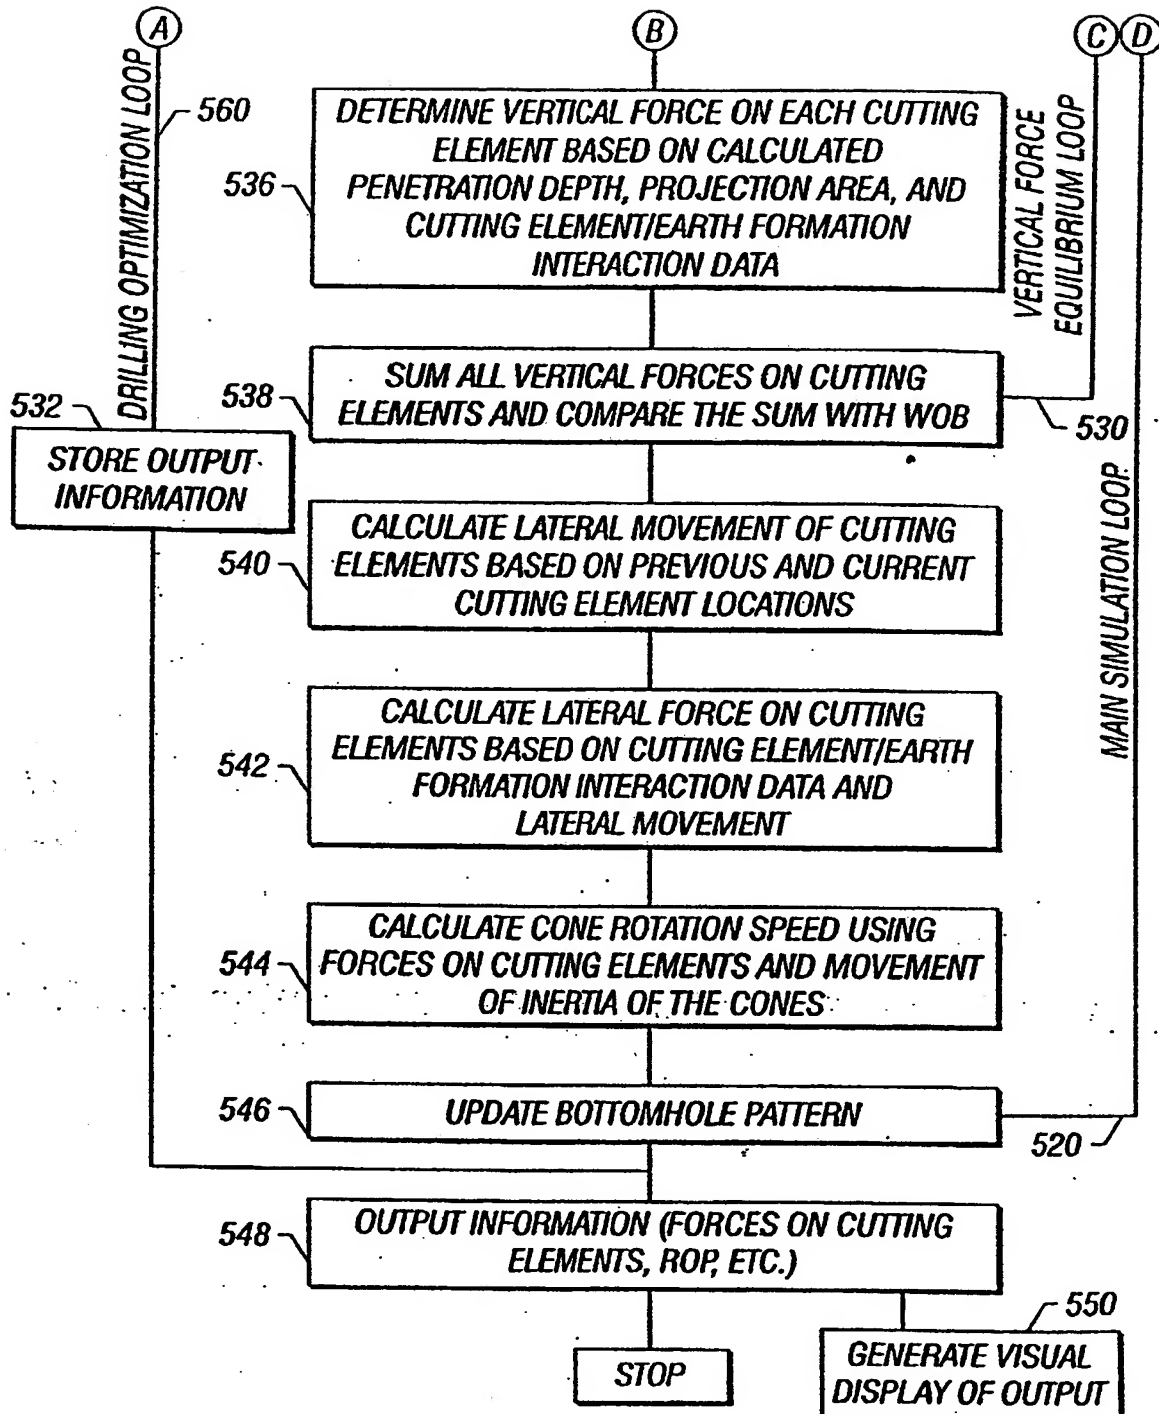 A
B
C
D
DRILLING OPTIMIZATION LOOP
560
DETERMINE VERTICAL FORCE ON EACH CUTTING
ELEMENT BASED ON CALCULATED
PENETRATION DEPTH, PROJECTION AREA, AND
CUTTING ELEMENT/EARTH FORMATION
INTERACTION DATA
536
VERTICAL FORCE
EQUILIBRIUM LOOP
SUM ALL VERTICAL FORCES ON CUTTING
ELEMENTS AND COMPARE THE SUM WITH WOB
538
530
532
STORE OUTPUT
INFORMATION
CALCULATE LATERAL MOVEMENT OF CUTTING
ELEMENTS BASED ON PREVIOUS AND CURRENT
CUTTING ELEMENT LOCATIONS
540
MAIN SIMULATION LOOP
CALCULATE LATERAL FORCE ON CUTTING
ELEMENTS BASED ON CUTTING ELEMENT/EARTH
FORMATION INTERACTION DATA AND
LATERAL MOVEMENT
542
CALCULATE CONE ROTATION SPEED USING
FORCES ON CUTTING ELEMENTS AND MOVEMENT
OF INERTIA OF THE CONES
544
UPDATE BOTTOMHOLE PATTERN
546
520
OUTPUT INFORMATION (FORCES ON CUTTING
ELEMENTS, ROP, ETC.)
548
STOP
550
GENERATE VISUAL
DISPLAY OF OUTPUT